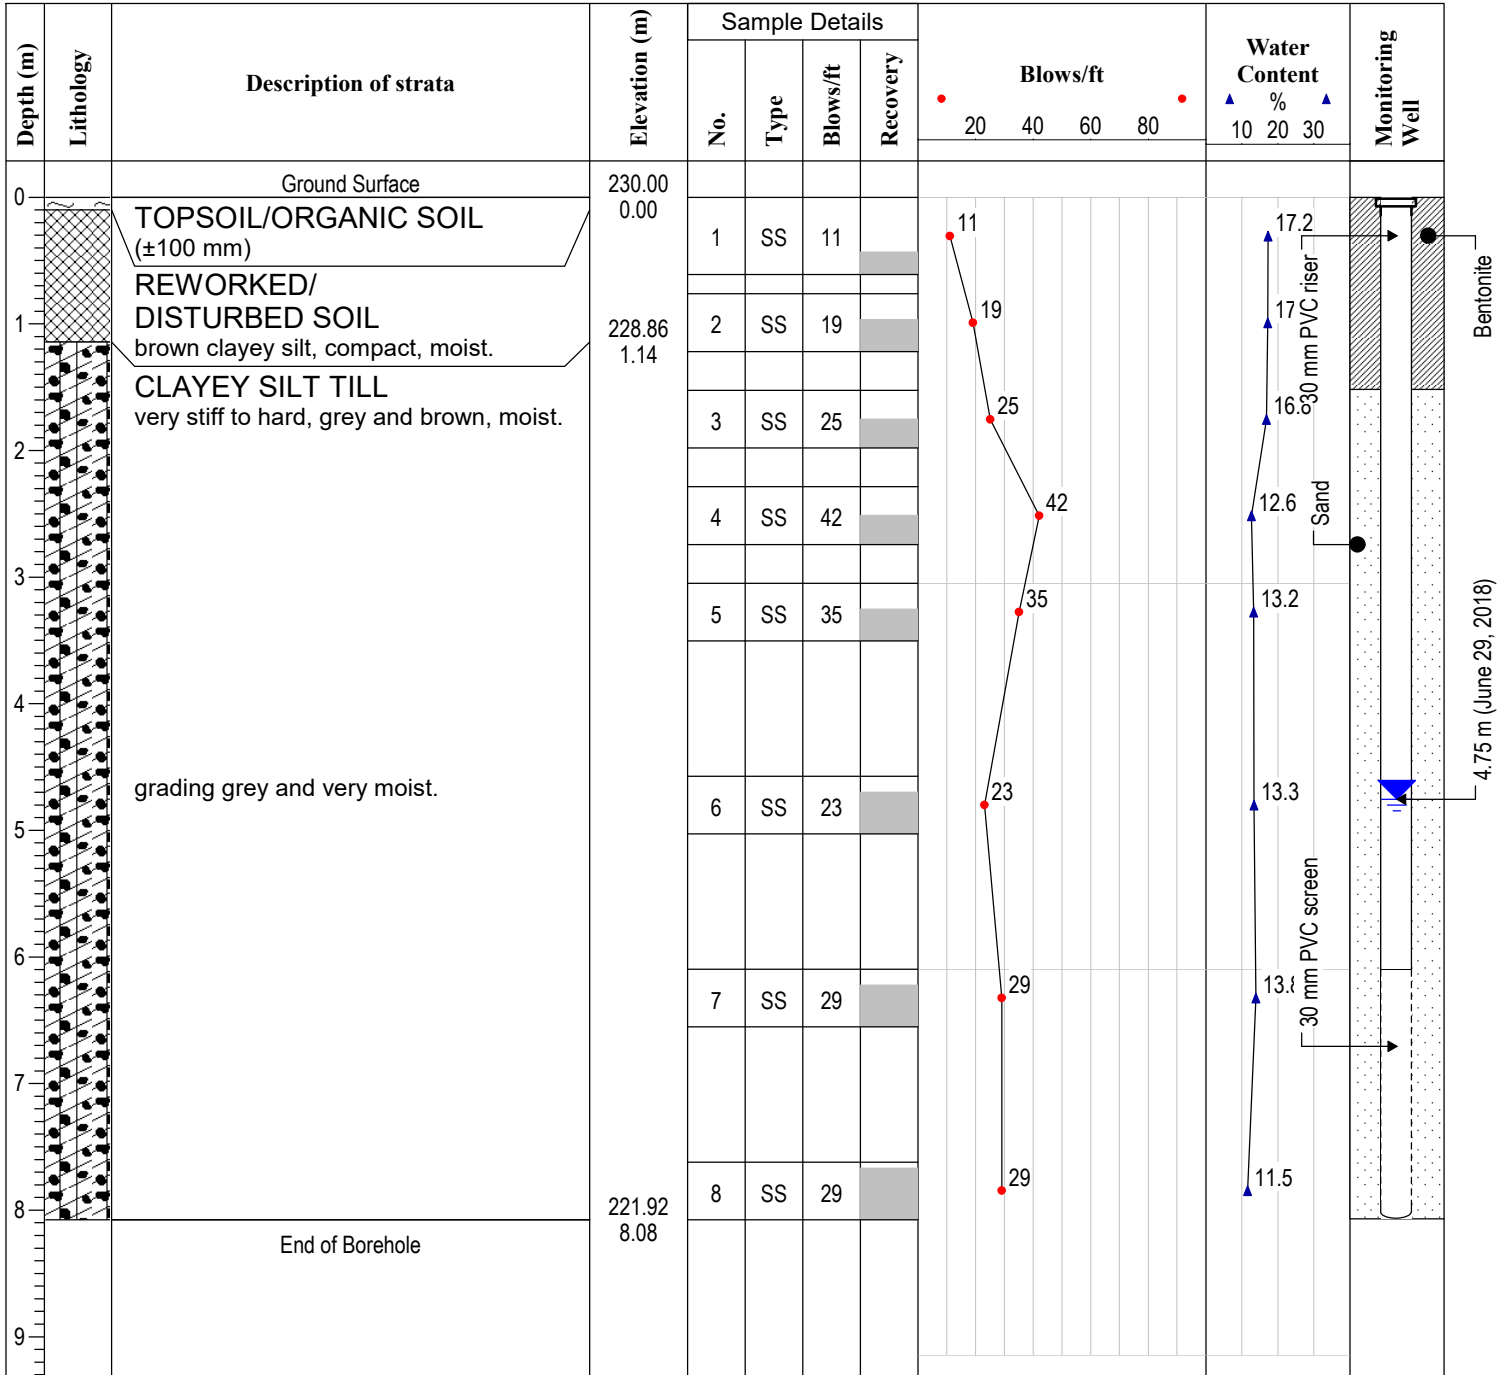 Depth (m)
Lithology
Description of strata
Elevation (m)
Sample Details
No.
Type
Blows/ft
Recovery
Blows/ft
20 40 60 80
Water
Content
%
10 20 30
Monitoring
Well
Ground Surface
230.00
0.00
0
TOPSOIL/ORGANIC SOIL
(±100 mm)
1 SS 11
11
17.2
REWORKED/
DISTURBED SOIL
brown clayey silt, compact, moist.
1
228.86
1.14
2 SS 19
19
17
30 mm PVC riser
Bentonite
CLAYEY SILT TILL
very stiff to hard, grey and brown, moist.
3 SS 25
25
16.8
2
4 SS 42
42
12.6
Sand
3
5 SS 35
35
13.2
4
4.75 m (June 29, 2018)
grading grey and very moist.
6 SS 23
23
13.3
5
6
30 mm PVC screen
7 SS 29
29
13.8
7
8 SS 29
29
11.5
8
221.92
8.08
End of Borehole
9